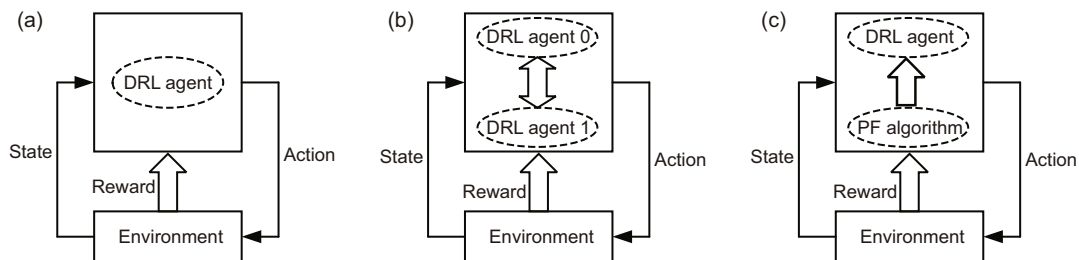 (a)
DRL agent
State
Action
Reward
Environment
(b)
DRL agent 0
DRL agent 1
State
Action
Reward
Environment
(c)
DRL agent
PF algorithm
State
Action
Reward
Environment